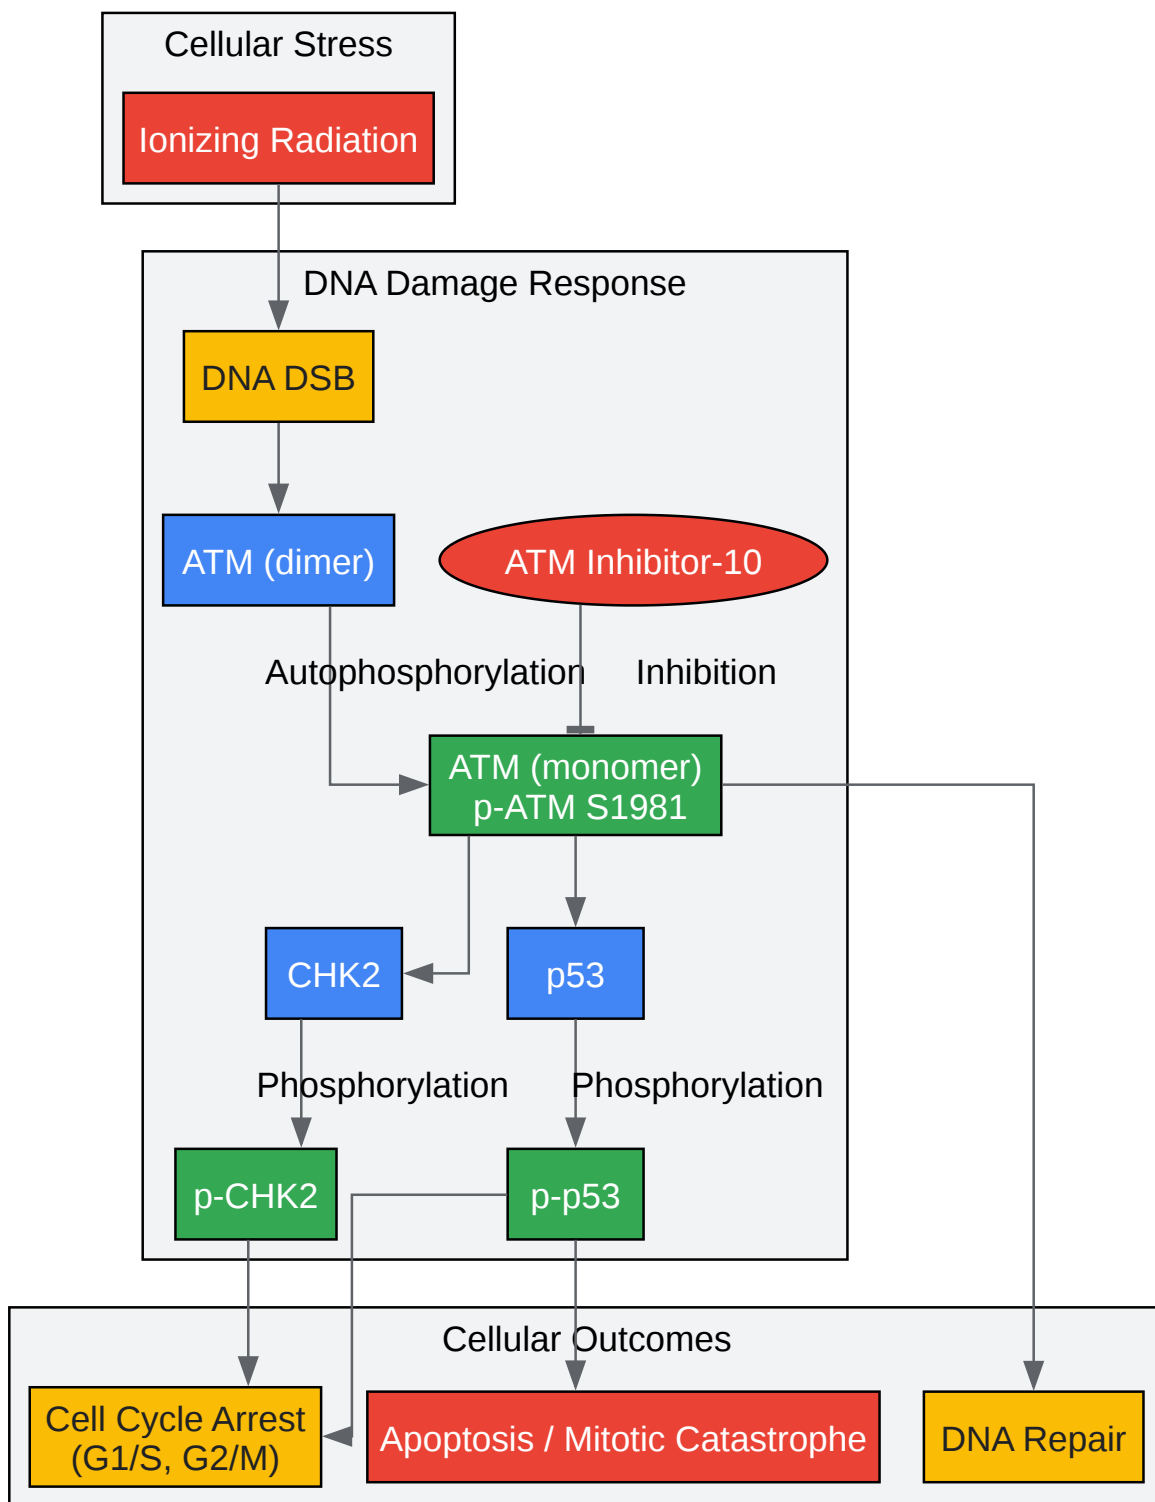 Cellular Stress
Ionizing Radiation
DNA Damage Response
DNA DSB
ATM (dimer)
ATM Inhibitor-10
Autophosphorylation
Inhibition
ATM (monomer)
p-ATM S1981
CHK2
p53
Phosphorylation
Phosphorylation
p-CHK2
p-p53
Cellular Outcomes
Cell Cycle Arrest
(G1/S, G2/M)
Apoptosis / Mitotic Catastrophe
DNA Repair